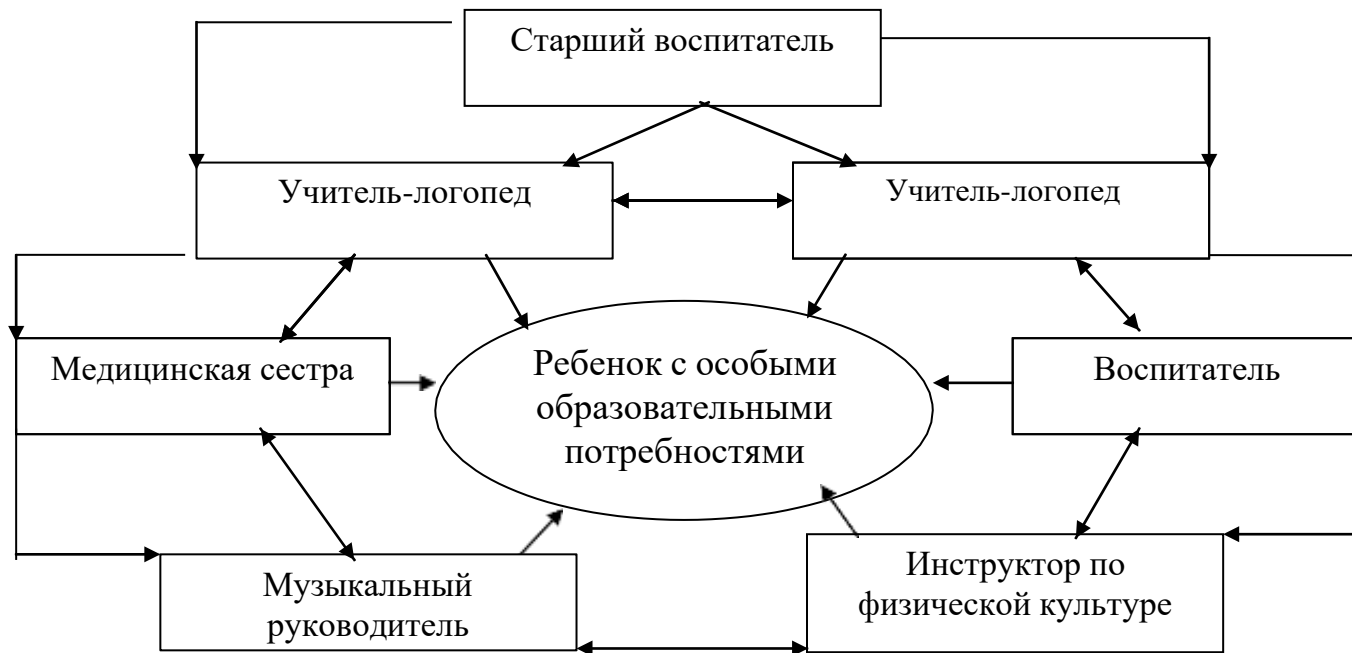 Старший воспитатель
Учитель-логопед
Учитель-логопед
Медицинская сестра
Ребенок с особыми
образовательными
потребностями
Воспитатель
Музыкальный
руководитель
Инструктор по
физической культуре